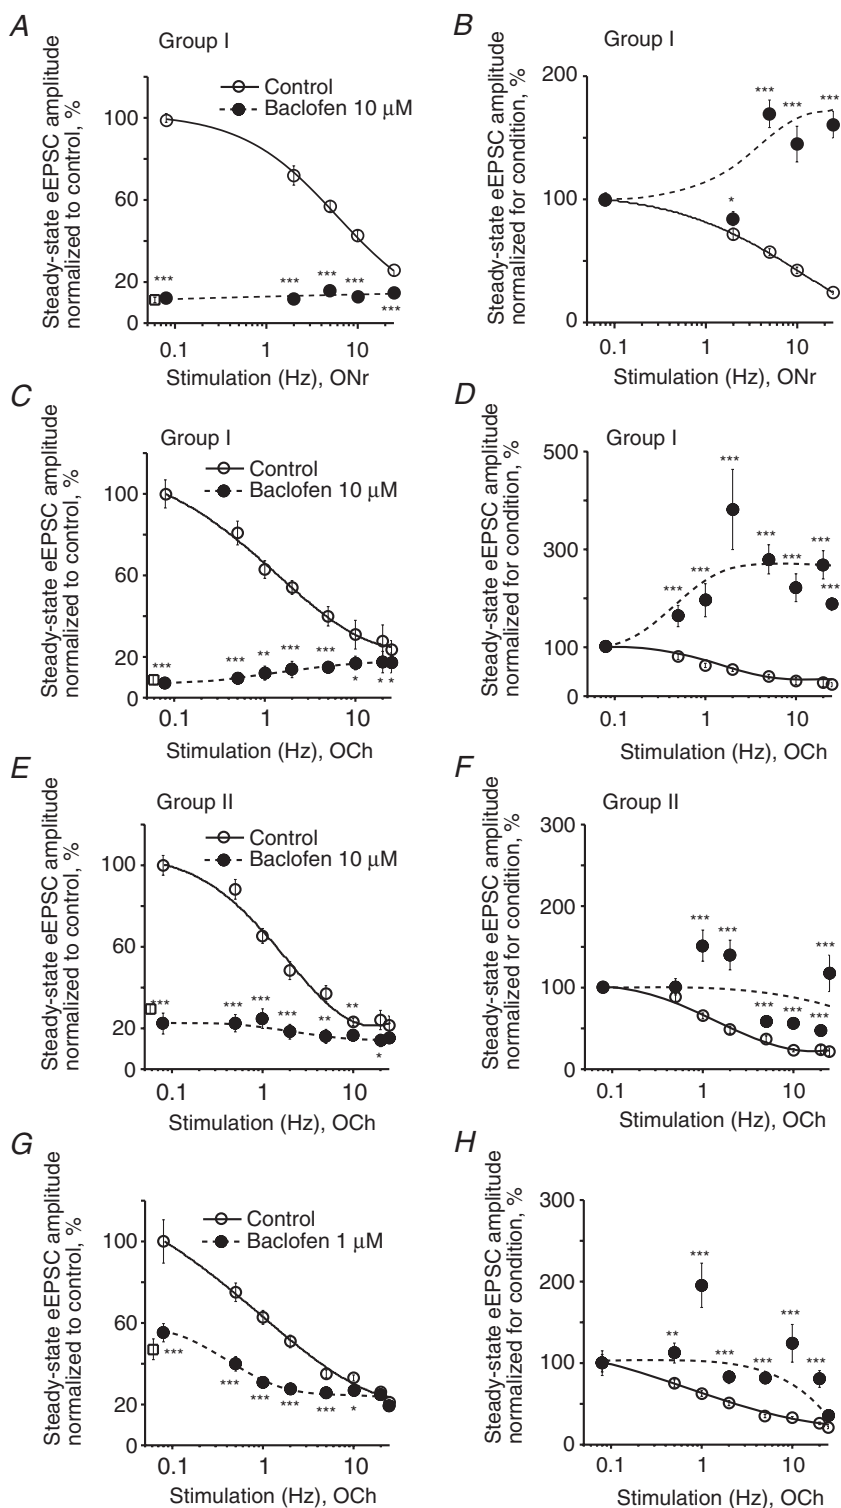 A
Group I
Steady-state eEPSC amplitude
normalized to control, %
Control
Baclofen 10 µM
100
60
20
0
***
***
***
***
***
0.1
1
10
Stimulation (Hz), ONr
B
Group I
Steady-state eEPSC amplitude
normalized for condition, %
200
100
0
*
***
***
***
0.1
1
10
Stimulation (Hz), ONr
C
Group I
Steady-state eEPSC amplitude
normalized to control, %
Control
Baclofen 10 µM
100
60
20
0
***
***
**
***
***
*
*
*
0.1
1
10
Stimulation (Hz), OCh
D
Group I
Steady-state eEPSC amplitude
normalized for condition, %
500
300
100
0
***
***
***
***
***
***
***
0.1
1
10
Stimulation (Hz), OCh
E
Group II
Steady-state eEPSC amplitude
normalized to control, %
Control
Baclofen 10 µM
100
60
20
0
***
***
***
***
**
**
*
0.1
1
10
Stimulation (Hz), OCh
F
Group II
Steady-state eEPSC amplitude
normalized for condition, %
300
200
100
0
***
***
***
***
***
***
0.1
1
10
Stimulation (Hz), OCh
G
Steady-state eEPSC amplitude
normalized to control, %
Control
Baclofen 1 µM
100
60
20
0
***
***
***
***
***
*
0.1
1
10
Stimulation (Hz), OCh
H
Steady-state eEPSC amplitude
normalized for condition, %
300
200
100
0
**
***
***
***
***
***
0.1
1
10
Stimulation (Hz), OCh